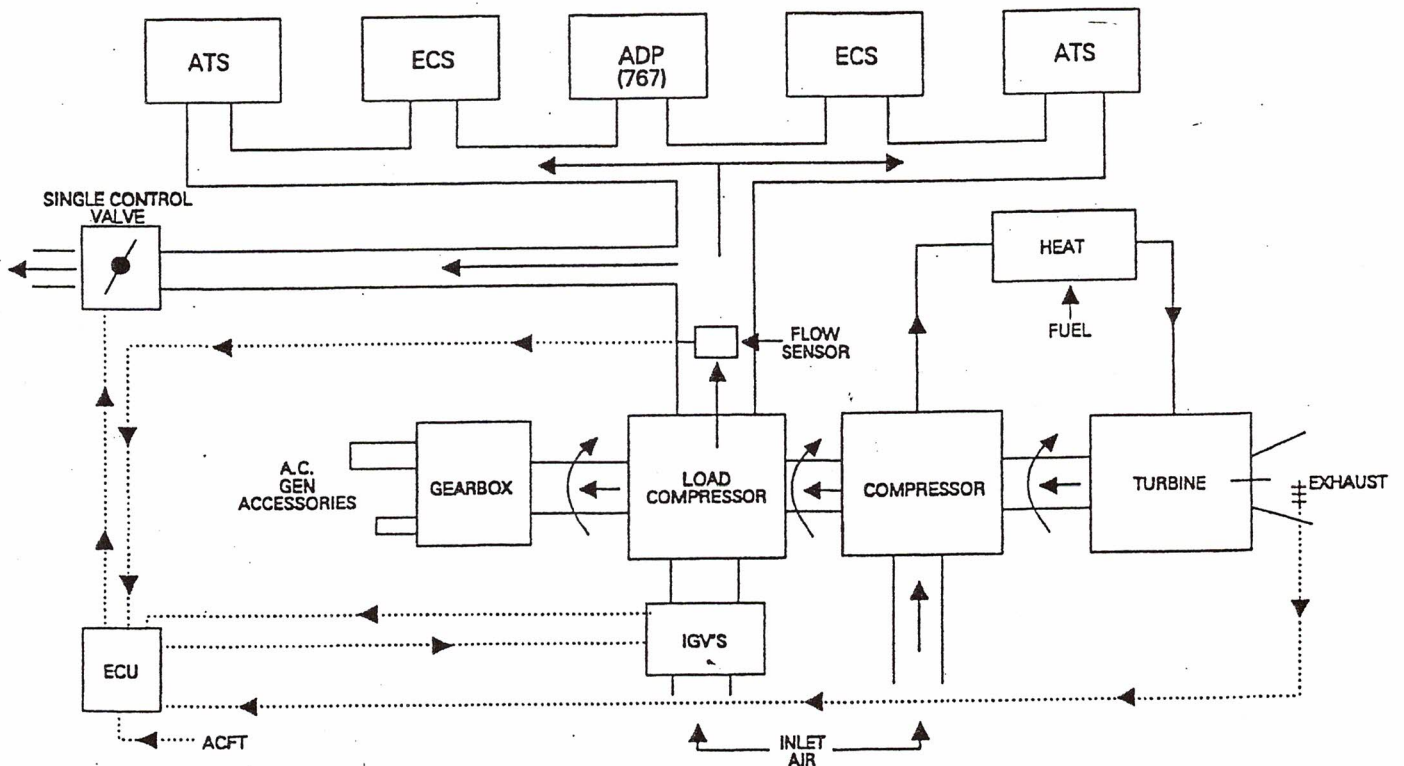 ATS
ECS
ADP
(767)
ECS
ATS
SINGLE CONTROL
VALVE
HEAT
FUEL
FLOW
SENSOR
A.C.
GEN
ACCESSORIES
GEARBOX
LOAD
COMPRESSOR
COMPRESSOR
TURBINE
EXHAUST
IGV'S
ECU
ACFT
INLET
AIR